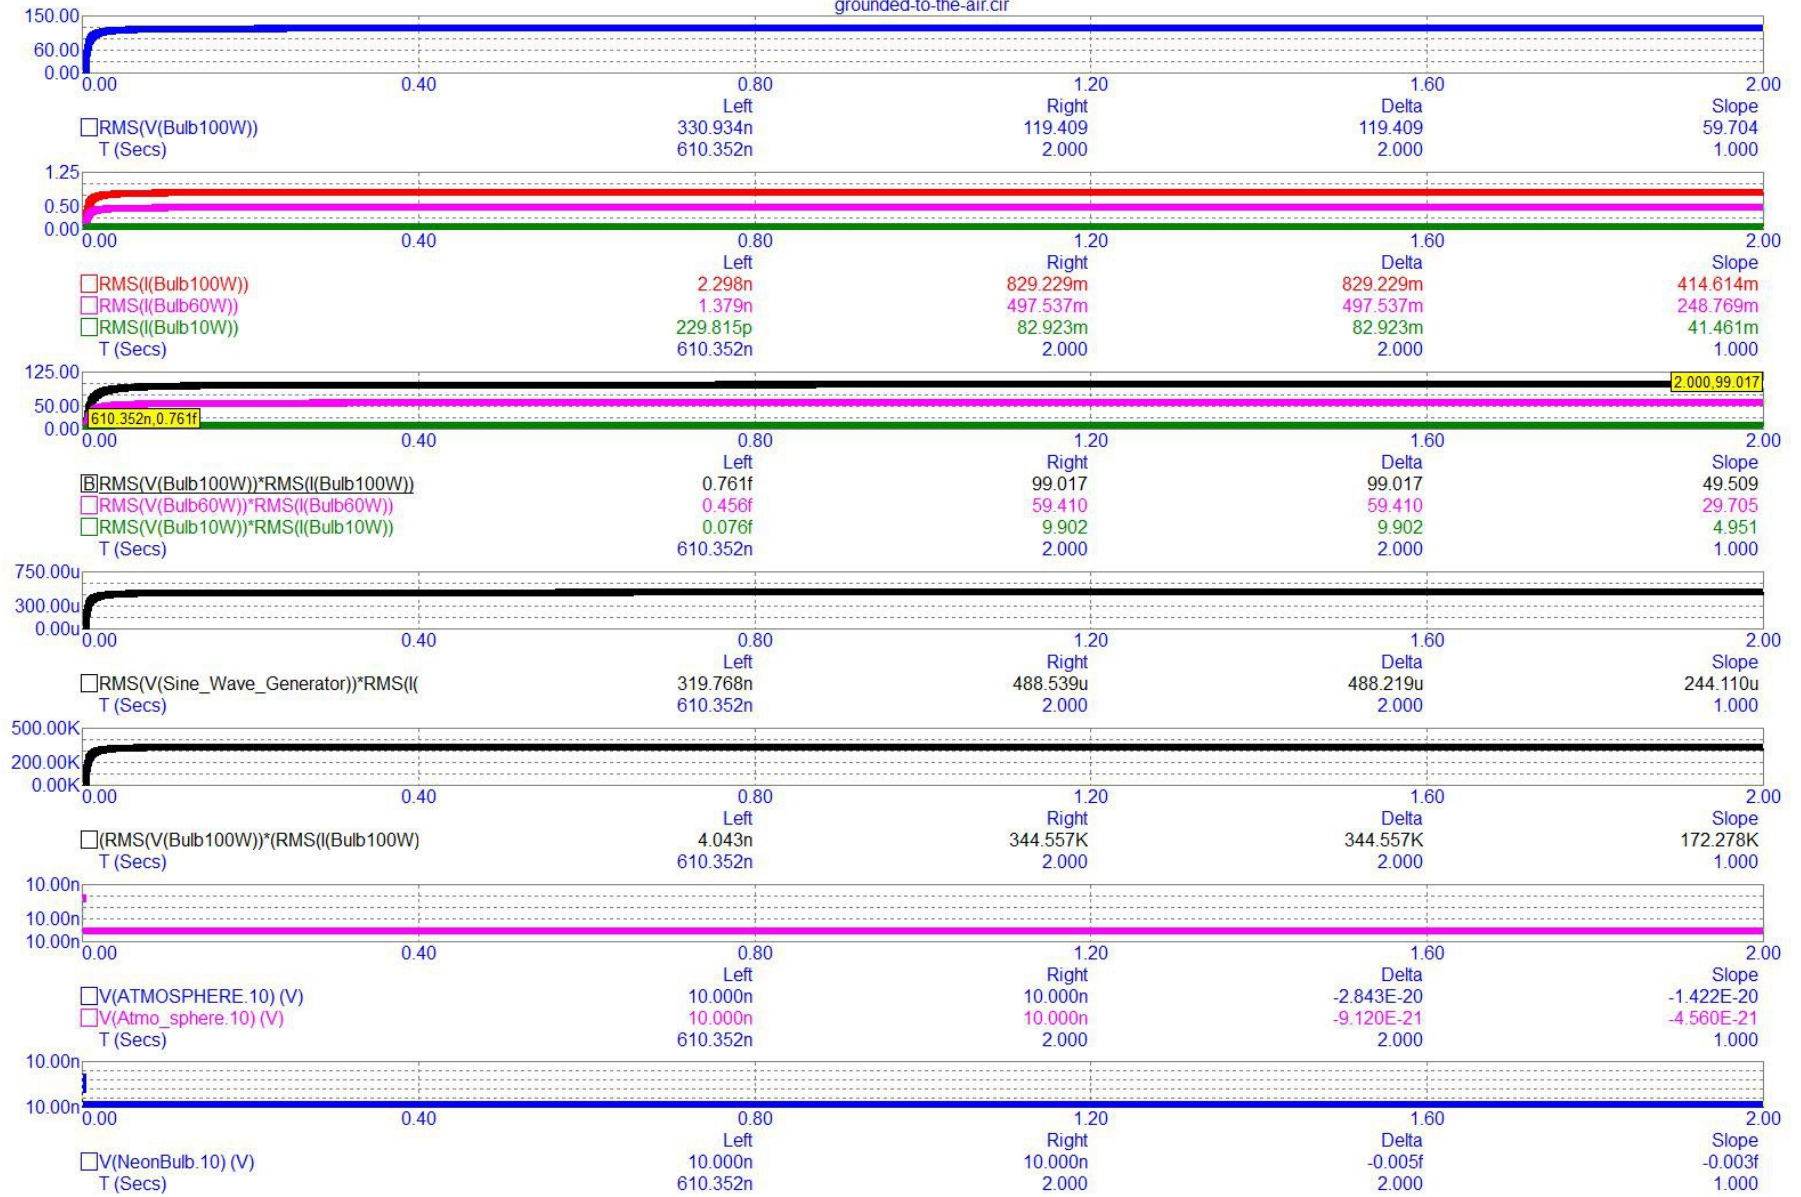 grounded-to-the-air.cir
150.00
60.00
0.00
0.00 0.40 0.80 1.20 1.60 2.00
Left Right Delta Slope
RMS(V(Bulb100W)) 330.934n 119.409 119.409 59.704
T (Secs) 610.352n 2.000 2.000 1.000
1.25
0.50
0.00
0.00 0.40 0.80 1.20 1.60 2.00
Left Right Delta Slope
RMS(I(Bulb100W)) 2.298n 829.229m 829.229m 414.614m
RMS(I(Bulb60W)) 1.379n 497.537m 497.537m 248.769m
RMS(I(Bulb10W)) 229.815p 82.923m 82.923m 41.461m
T (Secs) 610.352n 2.000 2.000 1.000
125.00
2.000,99.017
50.00
610.352n,0.761f
0.00
0.00 0.40 0.80 1.20 1.60 2.00
Left Right Delta Slope
B RMS(V(Bulb100W))*RMS(I(Bulb100W)) 0.761f 99.017 99.017 49.509
RMS(V(Bulb60W))*RMS(I(Bulb60W)) 0.456f 59.410 59.410 29.705
RMS(V(Bulb10W))*RMS(I(Bulb10W)) 0.076f 9.902 9.902 4.951
T (Secs) 610.352n 2.000 2.000 1.000
750.00u
300.00u
0.00u
0.00 0.40 0.80 1.20 1.60 2.00
Left Right Delta Slope
RMS(V(Sine_Wave_Generator))*RMS(I( 319.768n 488.539u 488.219u 244.110u
T (Secs) 610.352n 2.000 2.000 1.000
500.00K
200.00K
0.00K
0.00 0.40 0.80 1.20 1.60 2.00
Left Right Delta Slope
(RMS(V(Bulb100W))*(RMS(I(Bulb100W) 4.043n 344.557K 344.557K 172.278K
T (Secs) 610.352n 2.000 2.000 1.000
10.00n
10.00n
10.00n
0.00 0.40 0.80 1.20 1.60 2.00
Left Right Delta Slope
V(ATMOSPHERE.10) (V) 10.000n 10.000n -2.843E-20 -1.422E-20
V(Atmo_sphere.10) (V) 10.000n 10.000n -9.120E-21 -4.560E-21
T (Secs) 610.352n 2.000 2.000 1.000
10.00n
10.00n
0.00 0.40 0.80 1.20 1.60 2.00
Left Right Delta Slope
V(NeonBulb.10) (V) 10.000n 10.000n -0.005f -0.003f
T (Secs) 610.352n 2.000 2.000 1.000